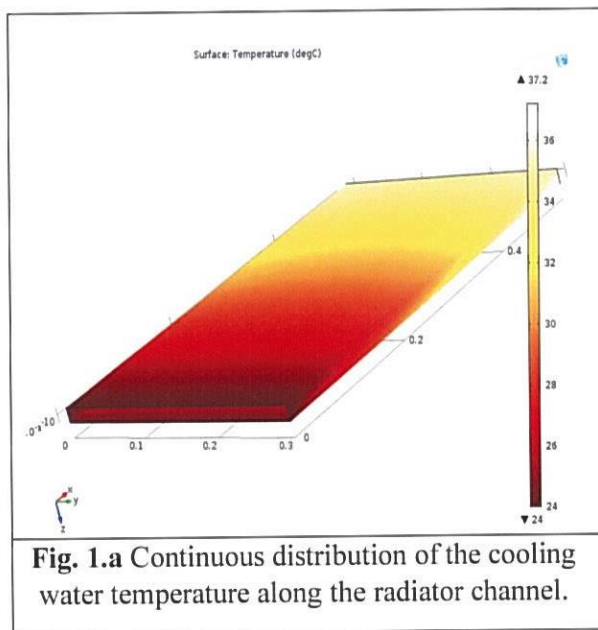 Surface: Temperature (degC)
▲ 37.2
36
34
32
30
28
26
24
▼ 24
0.4
0.2
0
0
0.1
0.2
0.3
x
y
z
Fig. 1.a Continuous distribution of the cooling
water temperature along the radiator channel.